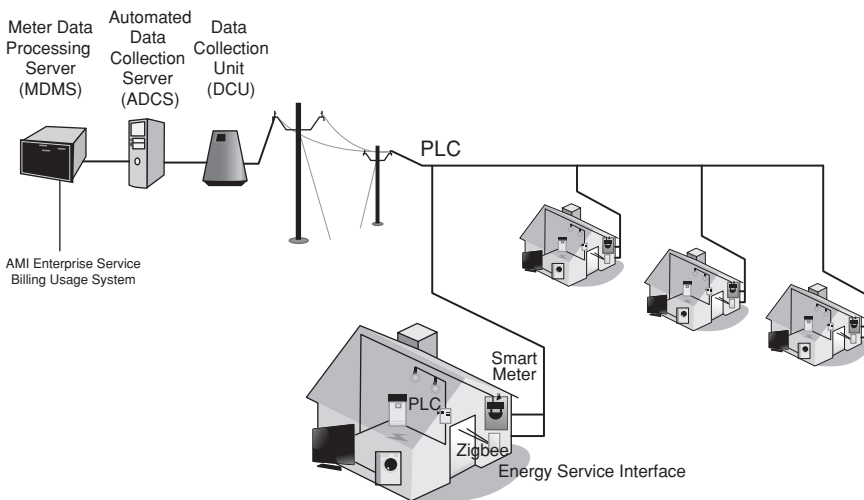 Meter Data
Processing
Server
(MDMS)
Automated
Data
Collection
Server
(ADCS)
Data
Collection
Unit
(DCU)
PLC
AMI Enterprise Service
Billing Usage System
Smart
Meter
PLC
Zigbee
Energy Service Interface